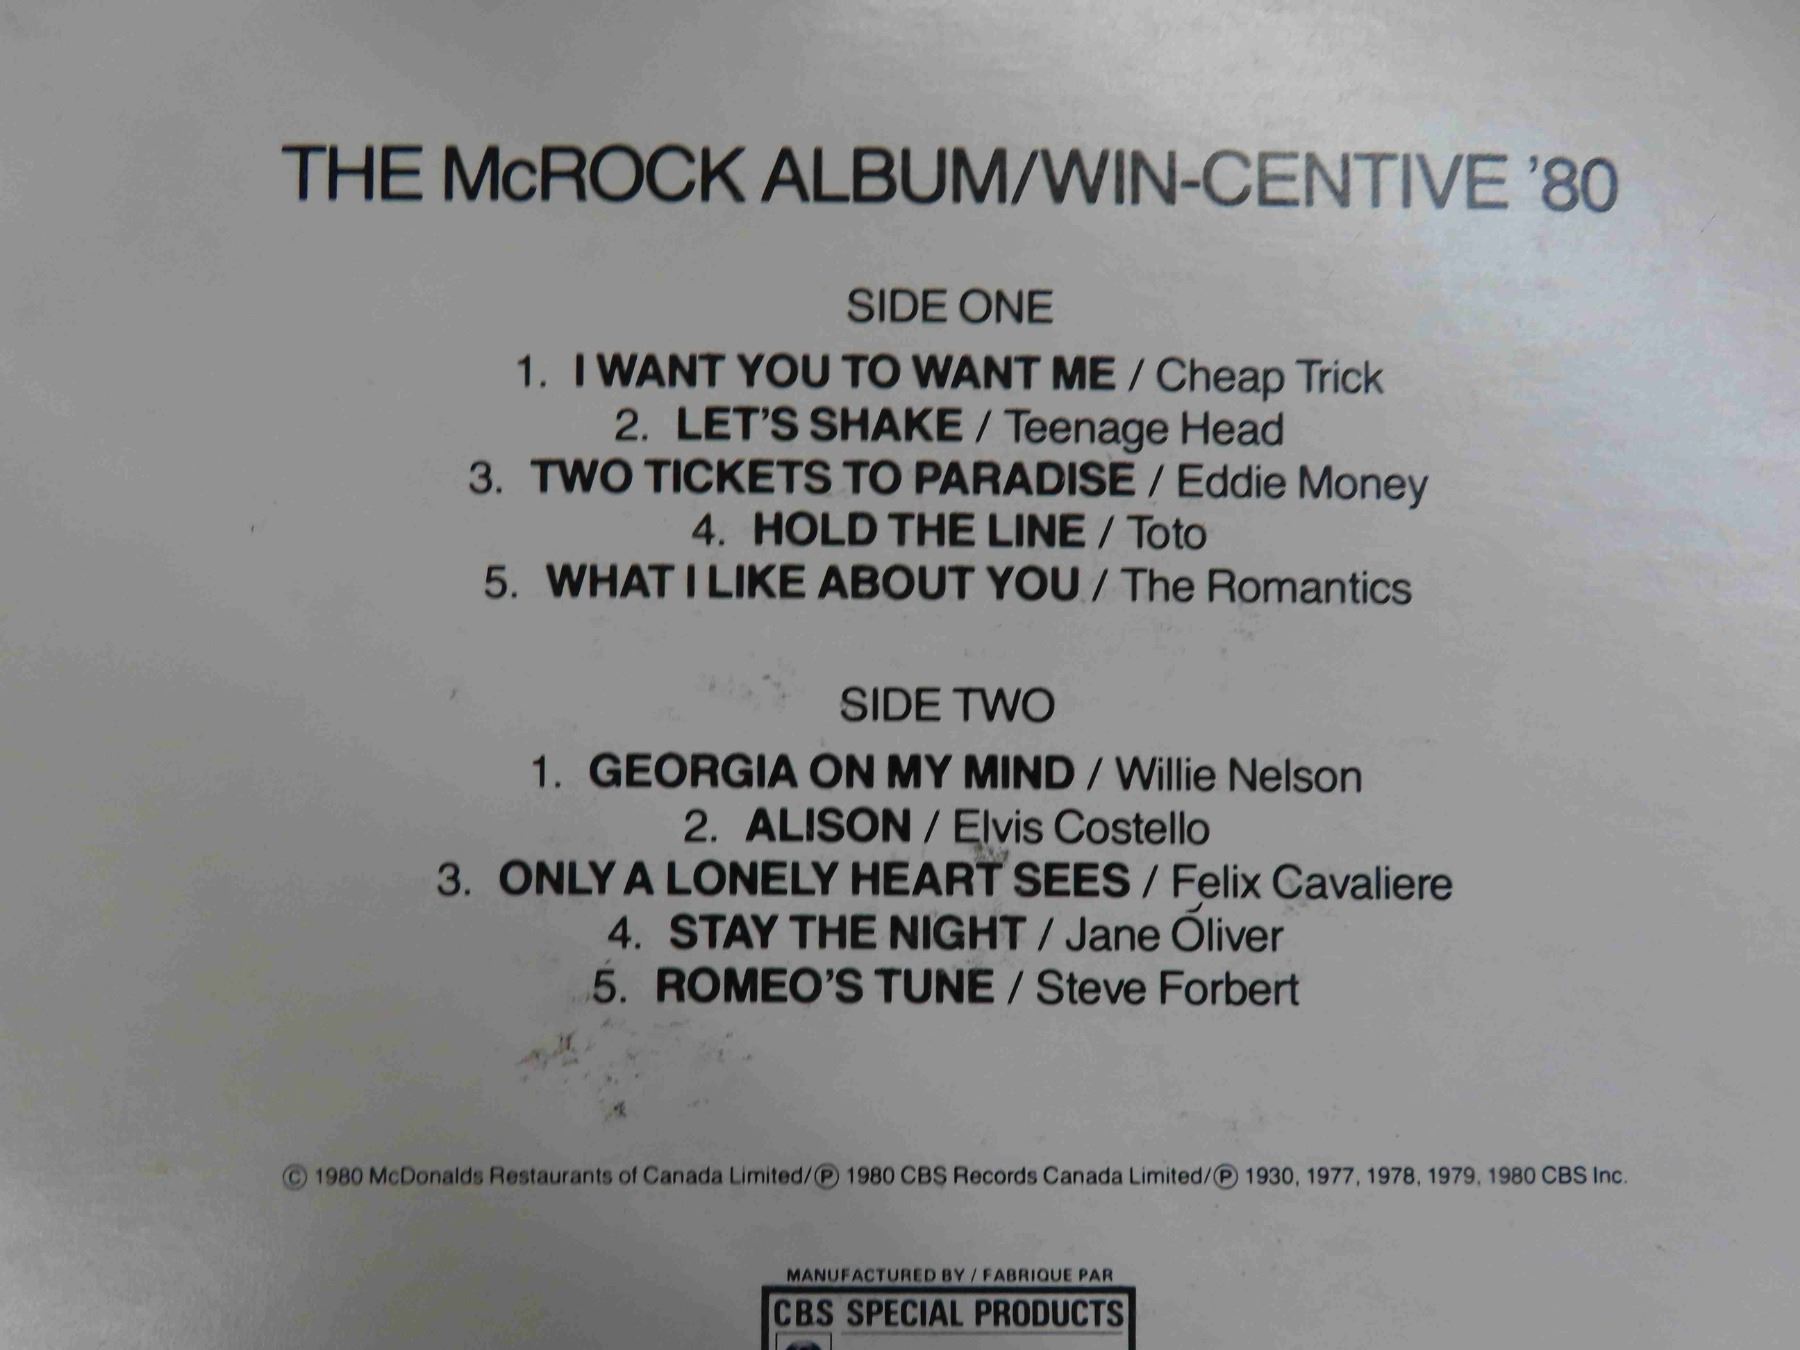 THE McROCK ALBUM/WIN-CENTIVE '80
SIDE ONE
1. I WANT YOU TO WANT ME / Cheap Trick
2. LET'S SHAKE / Teenage Head
3. TWO TICKETS TO PARADISE / Eddie Money
4. HOLD THE LINE / Toto
5. WHAT I LIKE ABOUT YOU / The Romantics
SIDE TWO
1. GEORGIA ON MY MIND / Willie Nelson
2. ALISON / Elvis Costello
3. ONLY A LONELY HEART SEES / Felix Cavaliere
4. STAY THE NIGHT / Jane Óliver
5. ROMEO'S TUNE / Steve Forbert
© 1980 McDonalds Restaurants of Canada Limited/℗ 1980 CBS Records Canada Limited/℗ 1930, 1977, 1978, 1979, 1980 CBS Inc.
MANUFACTURED BY / FABRIQUE PAR
CBS SPECIAL PRODUCTS